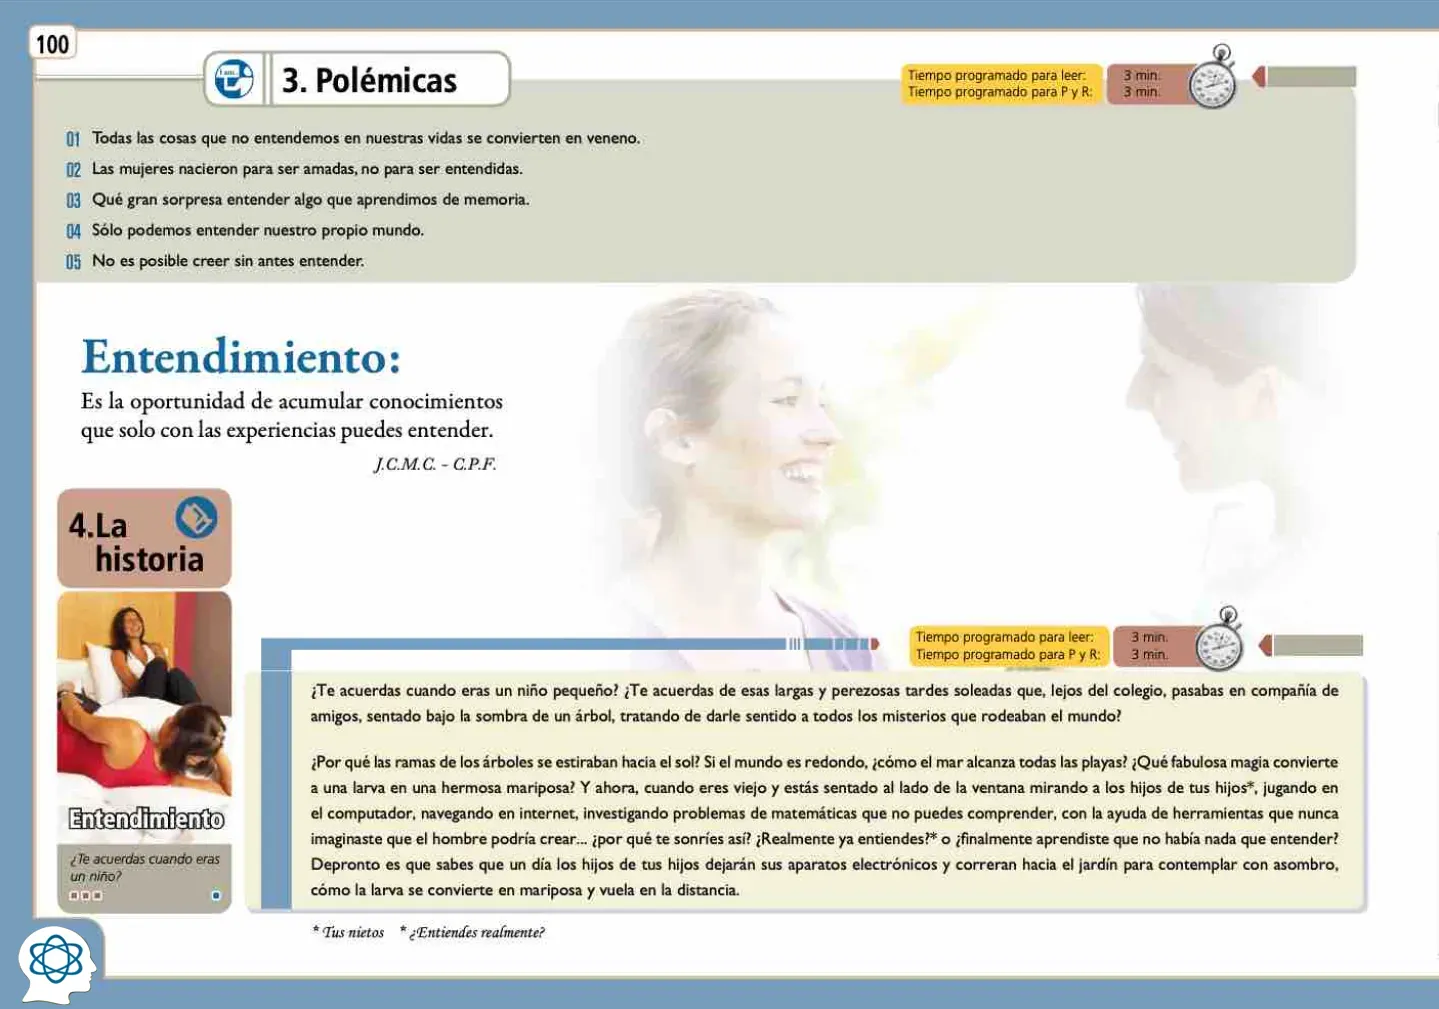 100
3. Polémicas
Tiempo programado para leer: 3 min.
Tiempo programado para P y R: 3 min.
01 Todas las cosas que no entendemos en nuestras vidas se convierten en veneno.
02 Las mujeres nacieron para ser amadas, no para ser entendidas.
03 Qué gran sorpresa entender algo que aprendimos de memoria.
04 Sólo podemos entender nuestro propio mundo.
05 No es posible creer sin antes entender.
Entendimiento:
Es la oportunidad de acumular conocimientos
que solo con las experiencias puedes entender.
J.C.M.C. - C.P.F.
4.La
historia
Entendimiento
¿Te acuerdas cuando eras
un niño?
Tiempo programado para leer: 3 min.
Tiempo programado para P y R: 3 min.
¿Te acuerdas cuando eras un niño pequeño? ¿Te acuerdas de esas largas y perezosas tardes soleadas que, lejos del colegio, pasabas en compañía de
amigos, sentado bajo la sombra de un árbol, tratando de darle sentido a todos los misterios que rodeaban el mundo?
¿Por qué las ramas de los árboles se estiraban hacia el sol? Si el mundo es redondo, ¿cómo el mar alcanza todas las playas? ¿Qué fabulosa magia convierte
a una larva en una hermosa mariposa? Y ahora, cuando eres viejo y estás sentado al lado de la ventana mirando a los hijos de tus hijos*, jugando en
el computador, navegando en internet, investigando problemas de matemáticas que no puedes comprender, con la ayuda de herramientas que nunca
imaginaste que el hombre podría crear... ¿por qué te sonríes así? ¿Realmente ya entiendes?* o ¿finalmente aprendiste que no había nada que entender?
Depronto es que sabes que un día los hijos de tus hijos dejarán sus aparatos electrónicos y correran hacia el jardín para contemplar con asombro,
cómo la larva se convierte en mariposa y vuela en la distancia.
* Tus nietos * ¿Entiendes realmente?